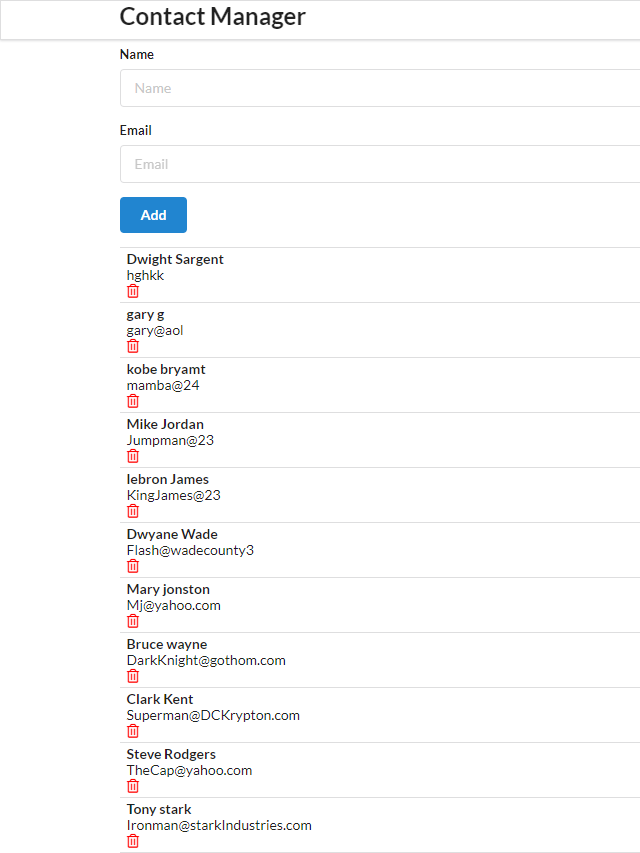 Contact Manager
Name
Name
Email
Email
Add
Dwight Sargent
hghkk
gary g
gary@aol
kobe bryamt
mamba@24
Mike Jordan
Jumpman@23
lebron James
KingJames@23
Dwyane Wade
Flash@wadecounty3
Mary jonston
Mj@yahoo.com
Bruce wayne
DarkKnight@gothom.com
Clark Kent
Superman@DCKrypton.com
Steve Rodgers
TheCap@yahoo.com
Tony stark
Ironman@starkIndustries.com